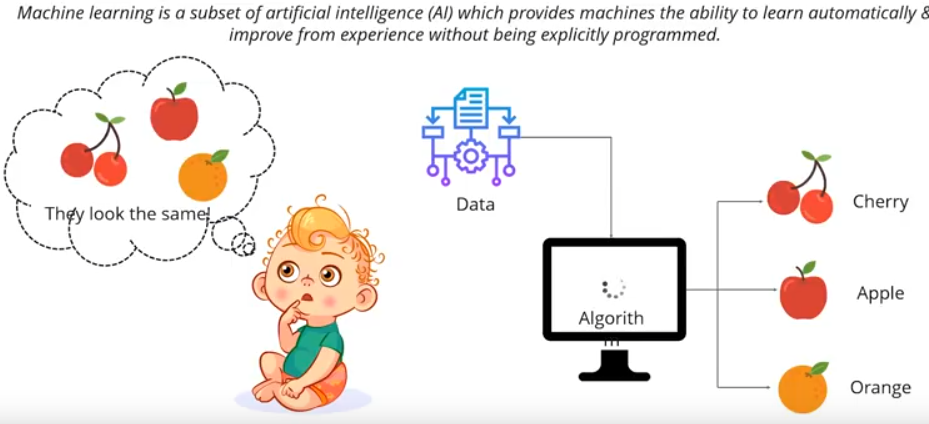 Machine learning is a subset of artificial intelligence (AI) which provides machines the ability to learn automatically &
improve from experience without being explicitly programmed.
They look the same!
Data
Algorith
Cherry
Apple
Orange